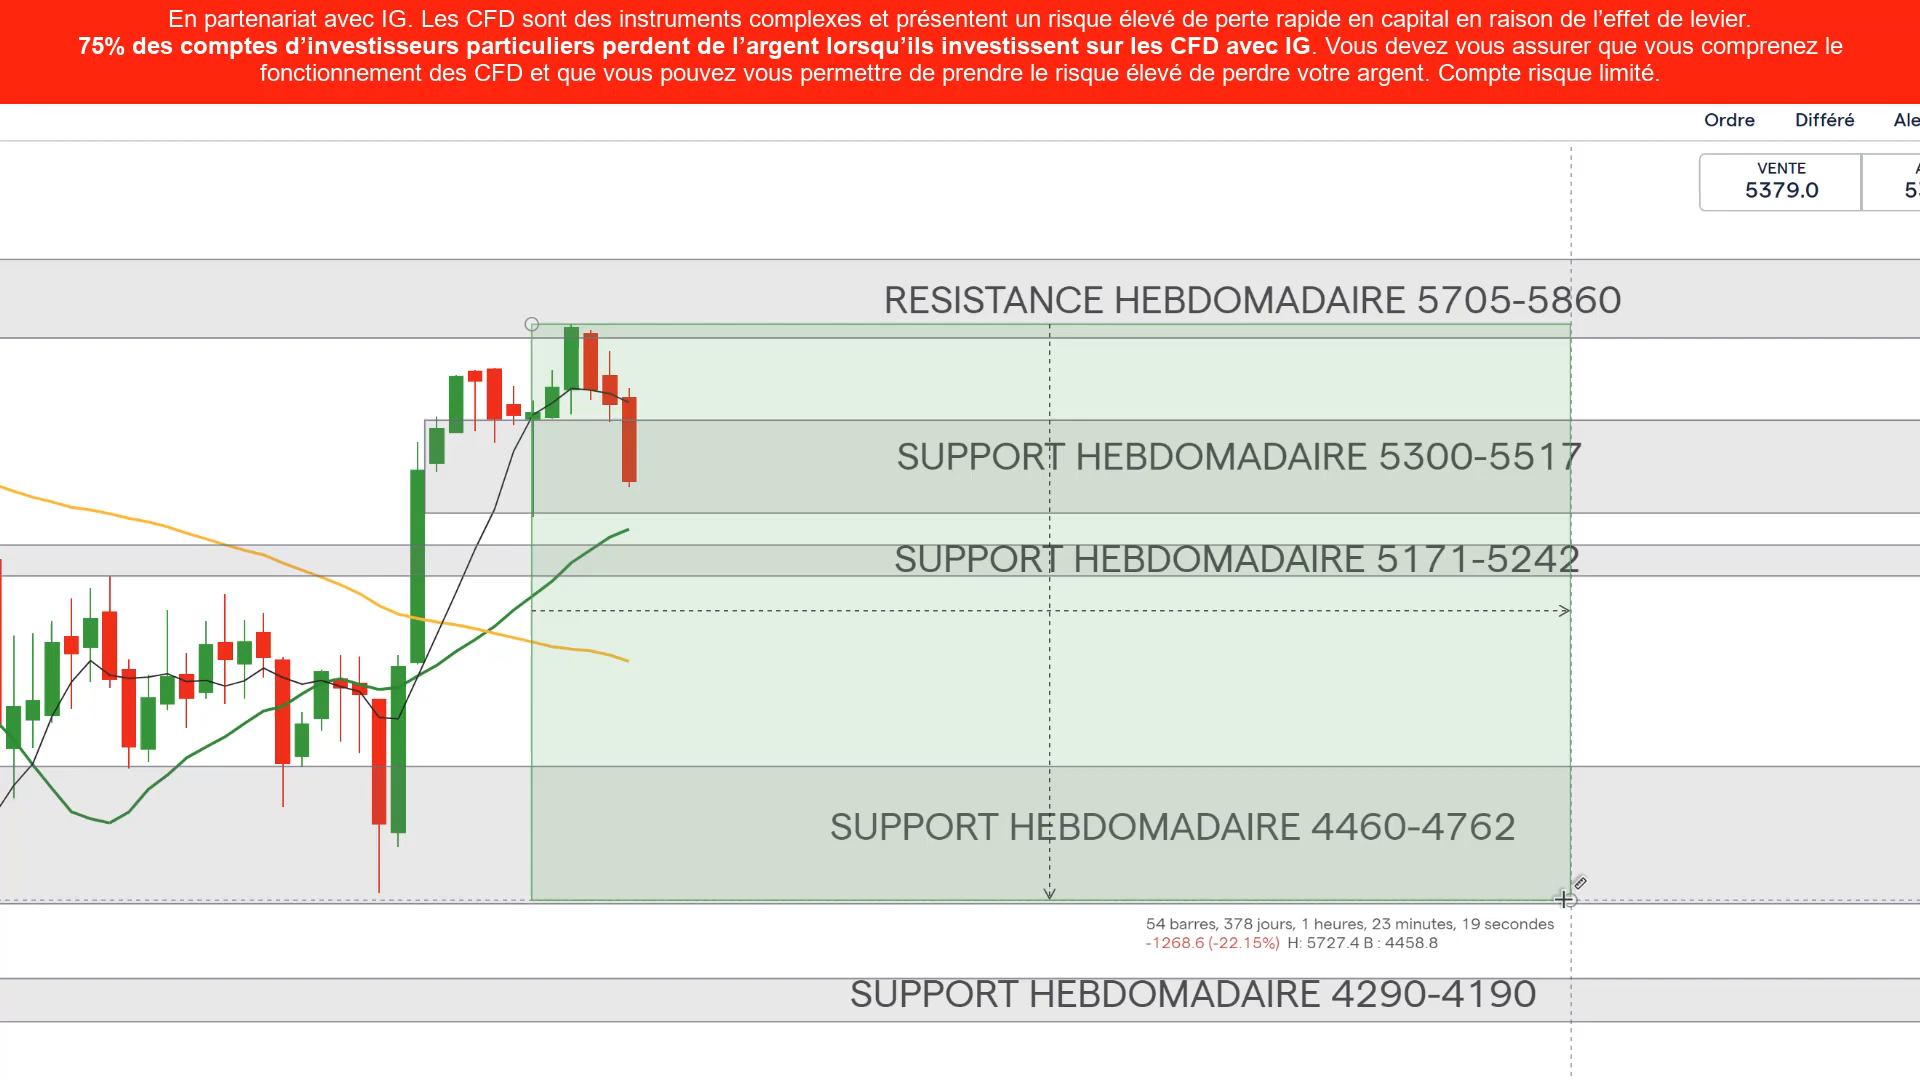 En partenariat avec IG. Les CFD sont des instruments complexes et présentent un risque élevé de perte rapide en capital en raison de l’effet de levier.
75% des comptes d’investisseurs particuliers perdent de l’argent lorsqu’ils investissent sur les CFD avec IG. Vous devez vous assurer que vous comprenez le
fonctionnement des CFD et que vous pouvez vous permettre de prendre le risque élevé de perdre votre argent. Compte risque limité.
Ordre Différé Ale
VENTE A
5379.0 53
RESISTANCE HEBDOMADAIRE 5705-5860
SUPPORT HEBDOMADAIRE 5300-5517
SUPPORT HEBDOMADAIRE 5171-5242
SUPPORT HEBDOMADAIRE 4460-4762
54 barres, 378 jours, 1 heures, 23 minutes, 19 secondes
-1268.6 (-22.15%) H: 5727.4 B : 4458.8
SUPPORT HEBDOMADAIRE 4290-4190